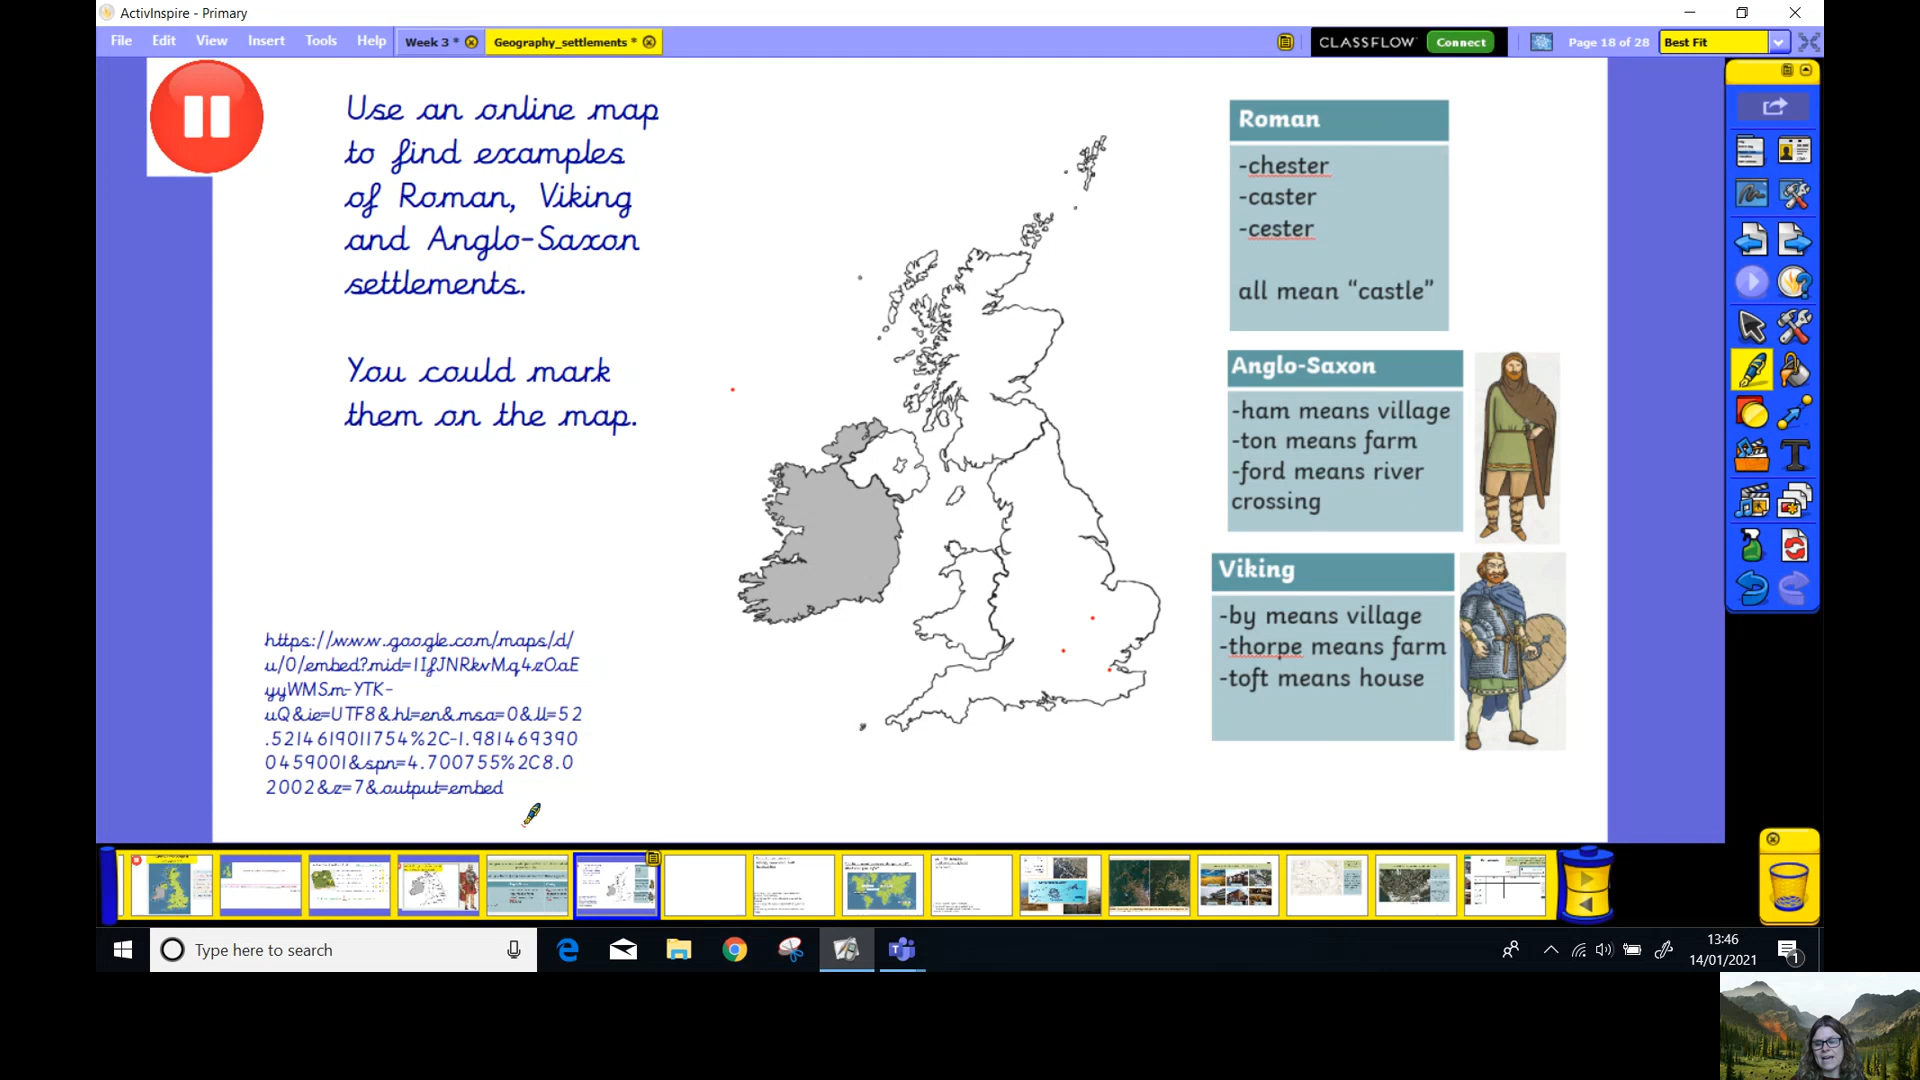 ActivInspire - Primary
File Edit View Insert Tools Help
Week 3 *
Geography_settlements *
CLASSFLOW Connect
Page 18 of 28
Best Fit
Use an online map
to find examples
of Roman, Viking
and Anglo-Saxon
settlements.
You could mark
them on the map.
https://www.google.com/maps/d/
u/0/embed?mid=1IfJNRkvMq4zOaE
yyWMSm-YTK-
uQ&ie=UTF8&hl=en&msa=0&ll=52
.5214619011754%2C-1.981469390
0459001&spn=4.700755%2C8.0
2002&z=7&output=embed
Roman
-chester
-caster
-cester
all mean “castle”
Anglo-Saxon
-ham means village
-ton means farm
-ford means river
crossing
Viking
-by means village
-thorpe means farm
-toft means house
Type here to search
13:46
14/01/2021
1